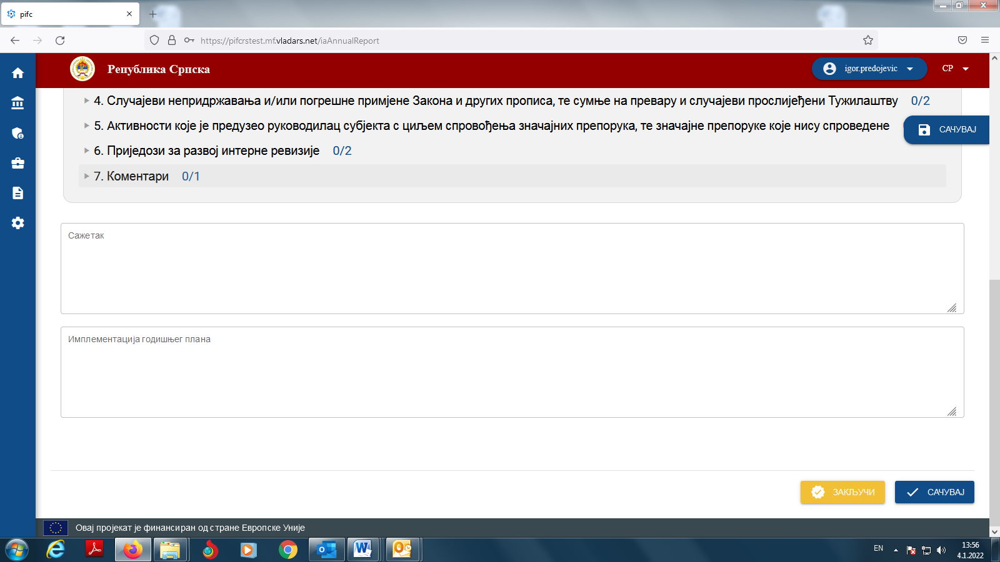 pifc
https://pifcrstest.mf.vladars.net/iaAnnualReport
Република Српска
igor.predojevic
СР
4. Случајеви непридржавања и/или погрешне примјене Закона и других прописа, те сумње на превару и случајеви прослијеђени Тужилаштву 0/2
5. Активности које је предузео руководилац субјекта с циљем спровођења значајних препорука, те значајне препоруке које нису спроведене
САЧУВАЈ
6. Приједози за развој интерне ревизије 0/2
7. Коментари 0/1
Сажетак
Имплементација годишњег плана
ЗАКЉУЧИ
САЧУВАЈ
Овај пројекат је финансиран од стране Европске Уније
EN
13:56
4.1.2022